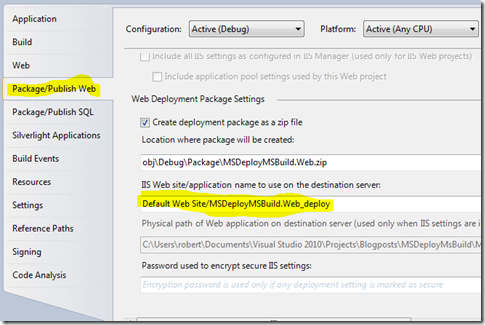 Application
Build
Web
Package/Publish Web
Package/Publish SQL
Silverlight Applications
Build Events
Resources
Settings
Reference Paths
Signing
Code Analysis
Configuration: Active (Debug) Platform: Active (Any CPU)
Include all IIS settings as configured in IIS Manager (used only for IIS Web projects)
Include application pool settings used by this Web project
Web Deployment Package Settings
Create deployment package as a zip file
Location where package will be created:
obj\Debug\Package\MSDeployMSBuild.Web.zip
IIS Web site/application name to use on the destination server:
Default Web Site/MSDeployMSBuild.Web_deploy
Physical path of Web application on destination server (used only when IIS settings are i
C:\Users\robert\Documents\Visual Studio 2010\Projects\Blogposts\MSDeployMsBuild\M
Password used to encrypt secure IIS settings:
Encryption password is used only if any deployment setting is marked as secure